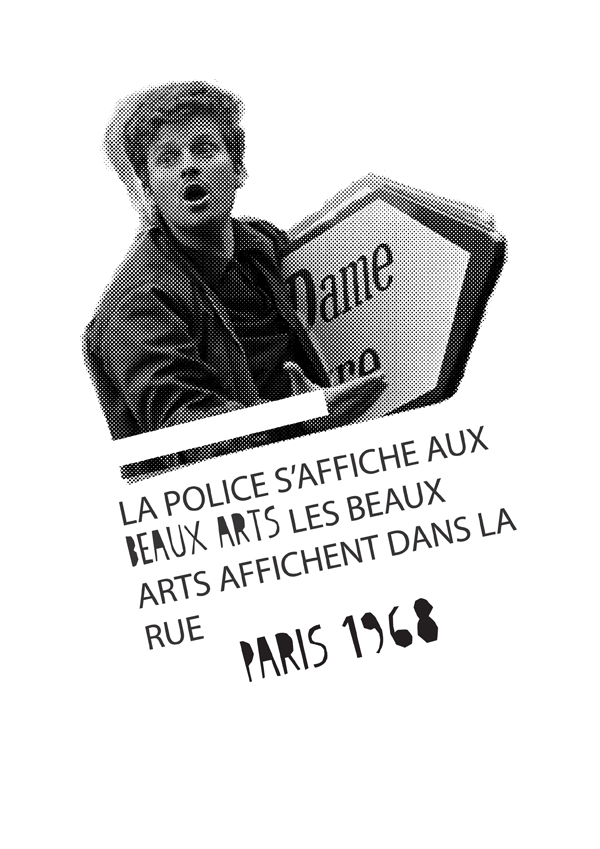 Dame
LA POLICE S'AFFICHE AUX
BEAUX ARTS LES BEAUX
ARTS AFFICHENT DANS LA
RUE
PARIS 1968